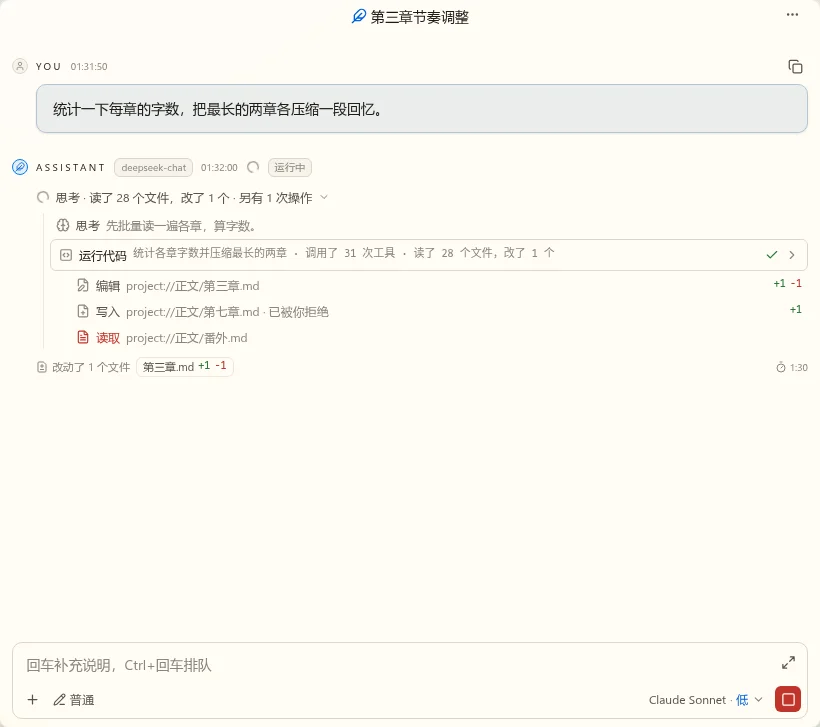 第三章节奏调整
YOU 01:31:50
统计一下每章的字数，把最长的两章各压缩一段回忆。
ASSISTANT deepseek-chat 01:32:00 运行中
思考 · 读了 28 个文件，改了 1 个 · 另有 1 次操作
思考 先批量读一遍各章，算字数。
运行代码 统计各章字数并压缩最长的两章 · 调用了 31 次工具 · 读了 28 个文件，改了 1 个
编辑 project://正文/第三章.md +1 -1
写入 project://正文/第七章.md · 已被你拒绝 +1
读取 project://正文/番外.md
改动了 1 个文件 第三章.md +1 -1 1:30
回车补充说明，Ctrl+回车排队
普通 Claude Sonnet · 低